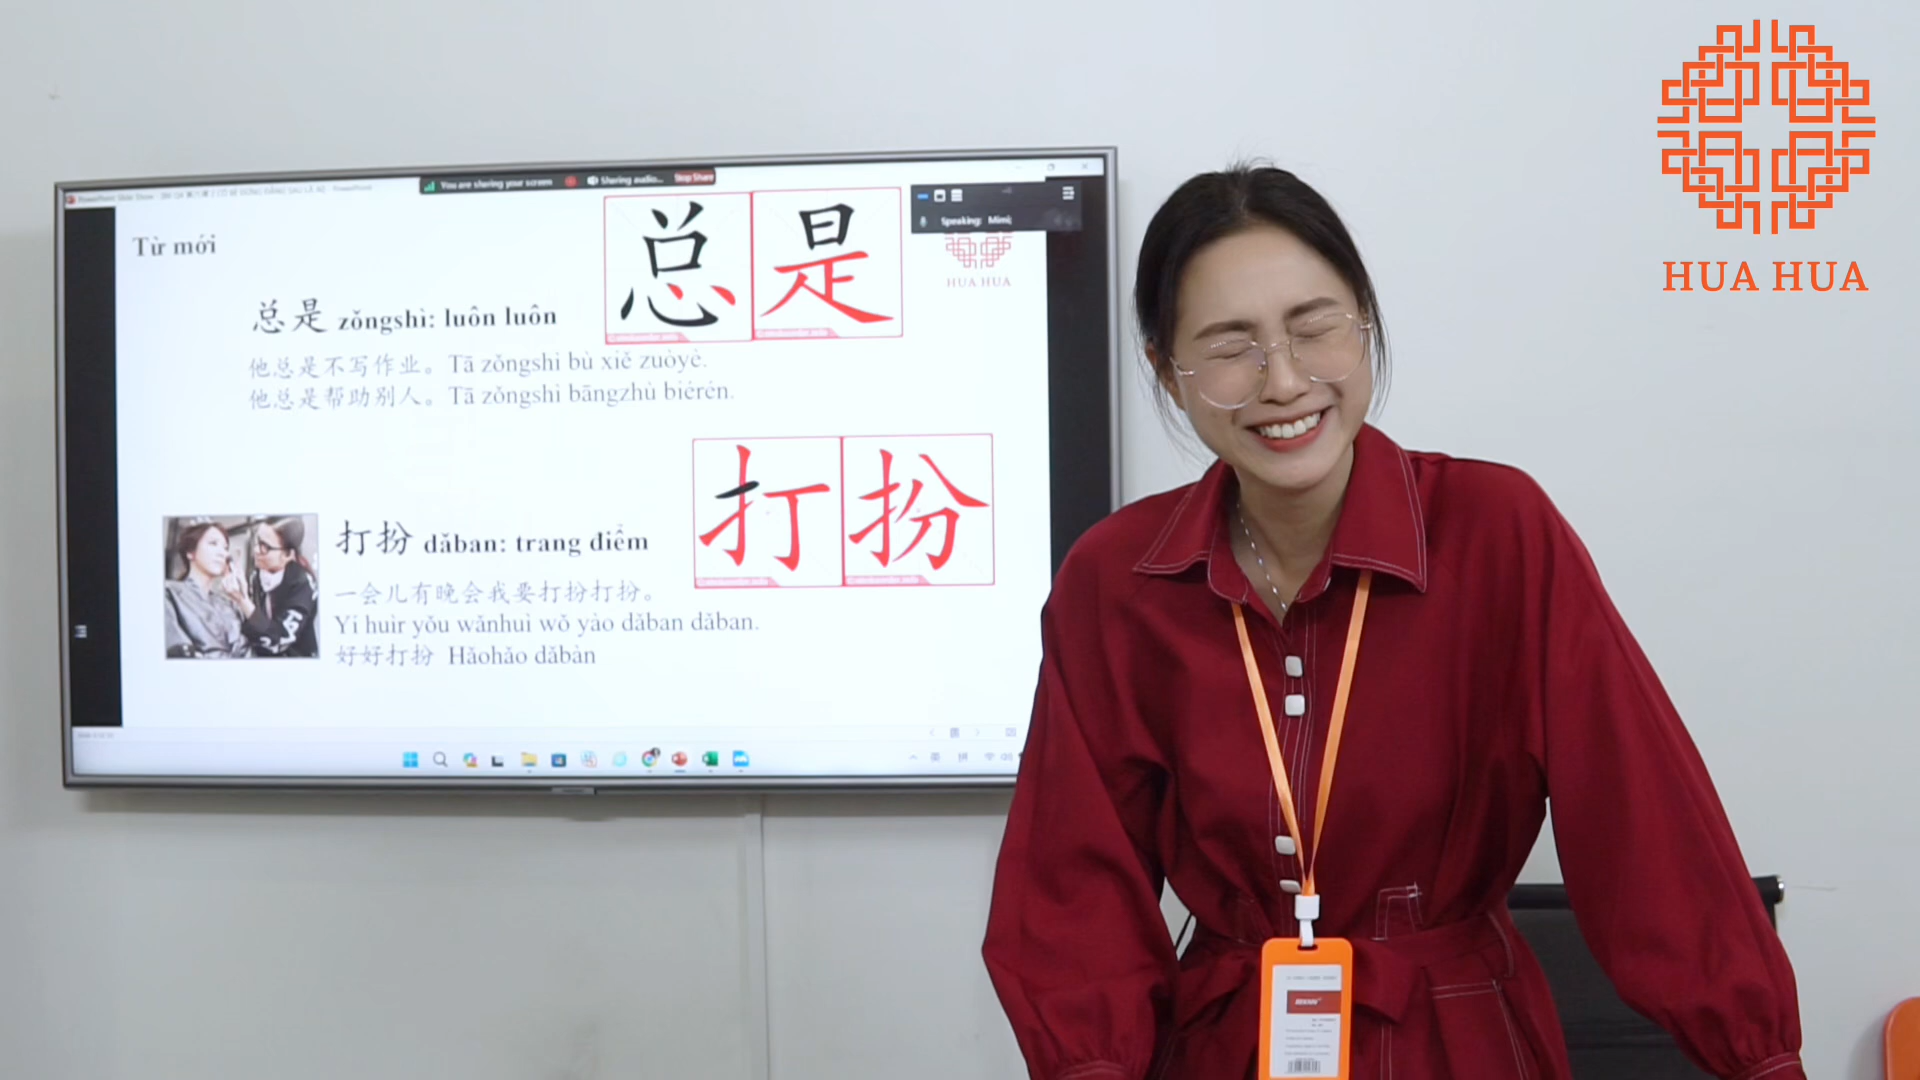 You are sharing your screen
Sharing audio...
Stop Share
Speaking: Mimi;
Từ mới
总是
HUA HUA
总是 zǒngshì: luôn luôn
他总是不写作业。Tā zǒngshì bù xiě zuòyè.
他总是帮助别人。Tā zǒngshì bāngzhù biérén.
打扮
打扮 dǎban: trang điểm
一会儿有晚会我要打扮打扮。
Yí huìr yǒu wǎnhuì wǒ yào dǎban dǎban.
好好打扮 Hǎohǎo dǎbàn
英
拼
HUA HUA